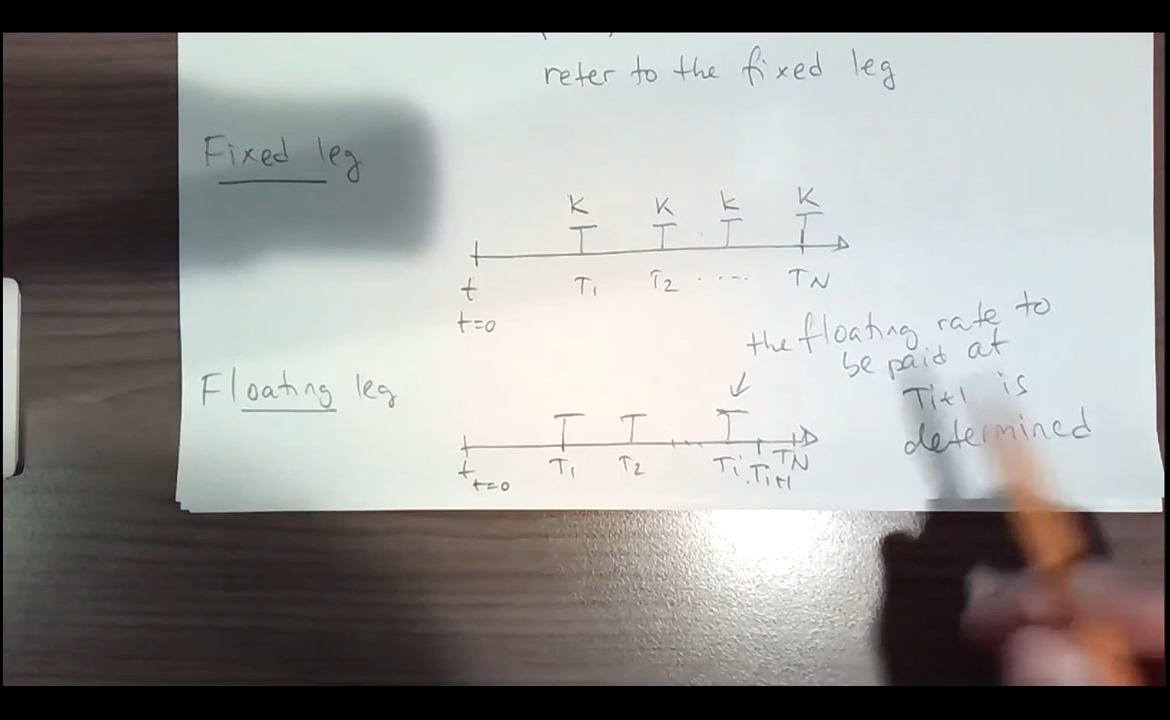 refer to the fixed leg
Fixed leg
K K K K
t T1 T2 ..... TN
t=0
the floating rate to
be paid at
Ti+1 is
determined
Floating leg
t T1 T2 Ti Ti+1 TN
t=0